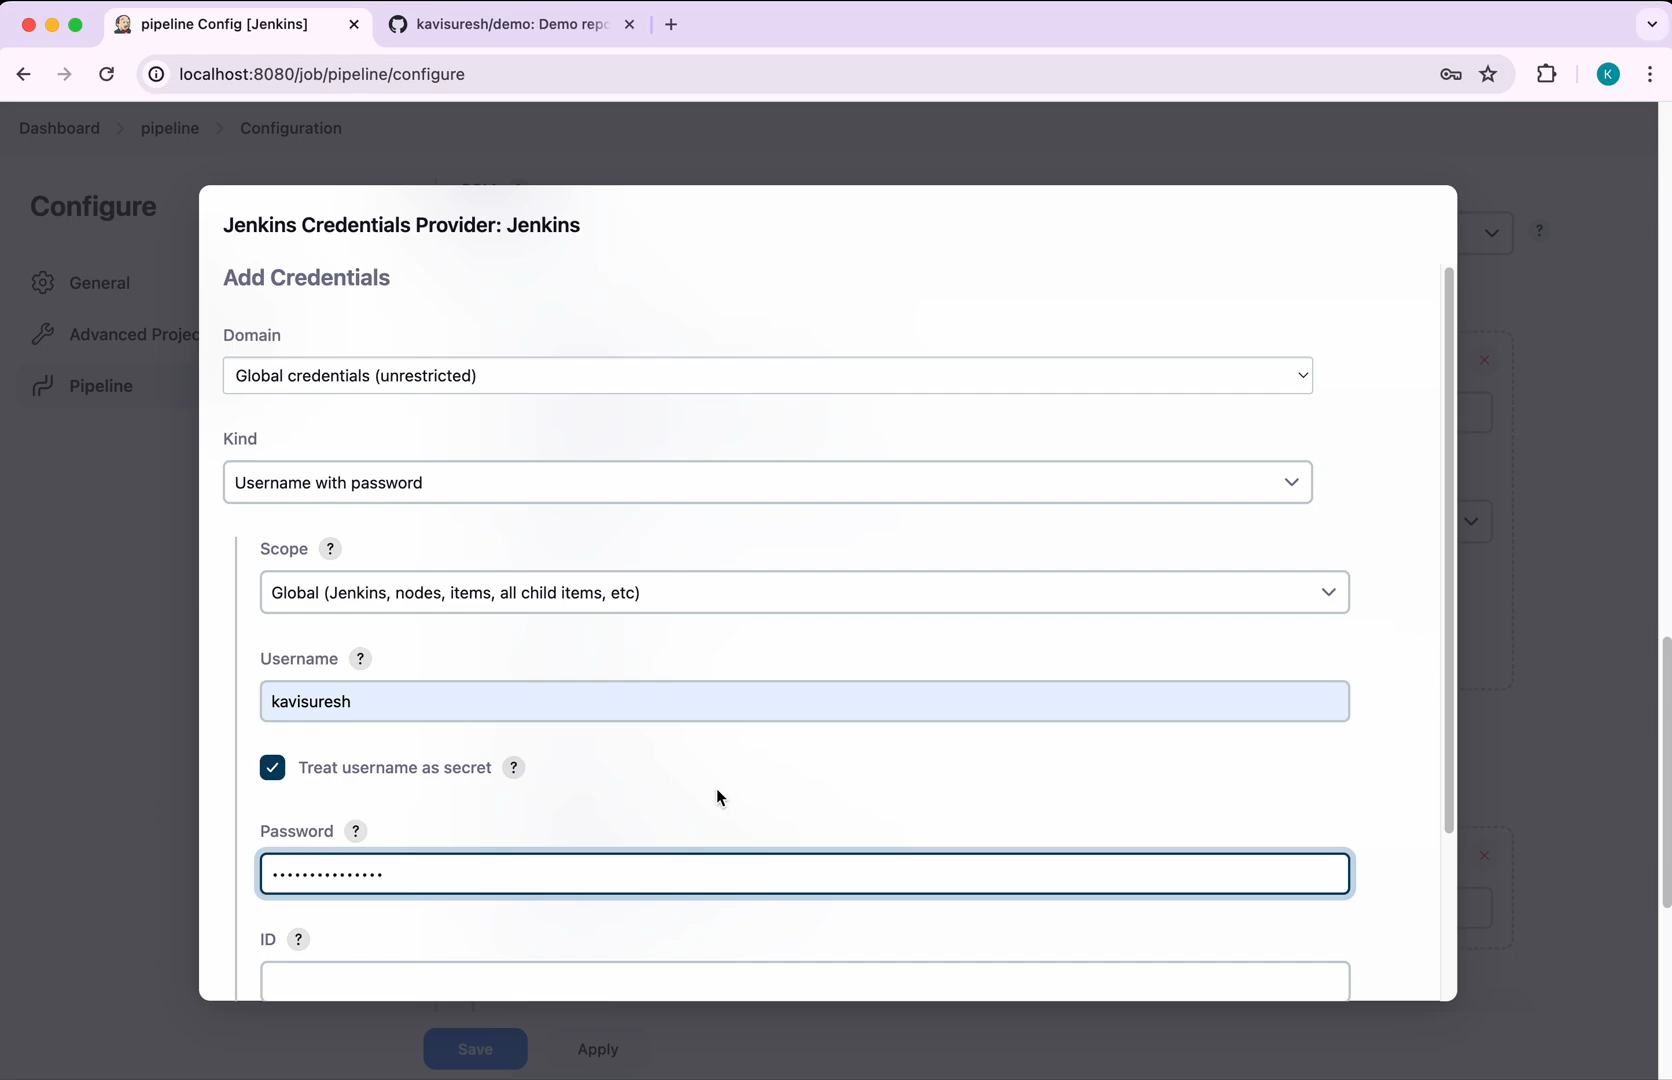 pipeline Config [Jenkins]
kavisuresh/demo: Demo repo
localhost:8080/job/pipeline/configure
K
Dashboard
pipeline
Configuration
Configure
General
Advanced Projec
Pipeline
Jenkins Credentials Provider: Jenkins
Add Credentials
Domain
Global credentials (unrestricted)
Kind
Username with password
Scope ?
Global (Jenkins, nodes, items, all child items, etc)
Username ?
kavisuresh
Treat username as secret ?
Password ?
•••••••••••••••
ID ?
?
Save
Apply